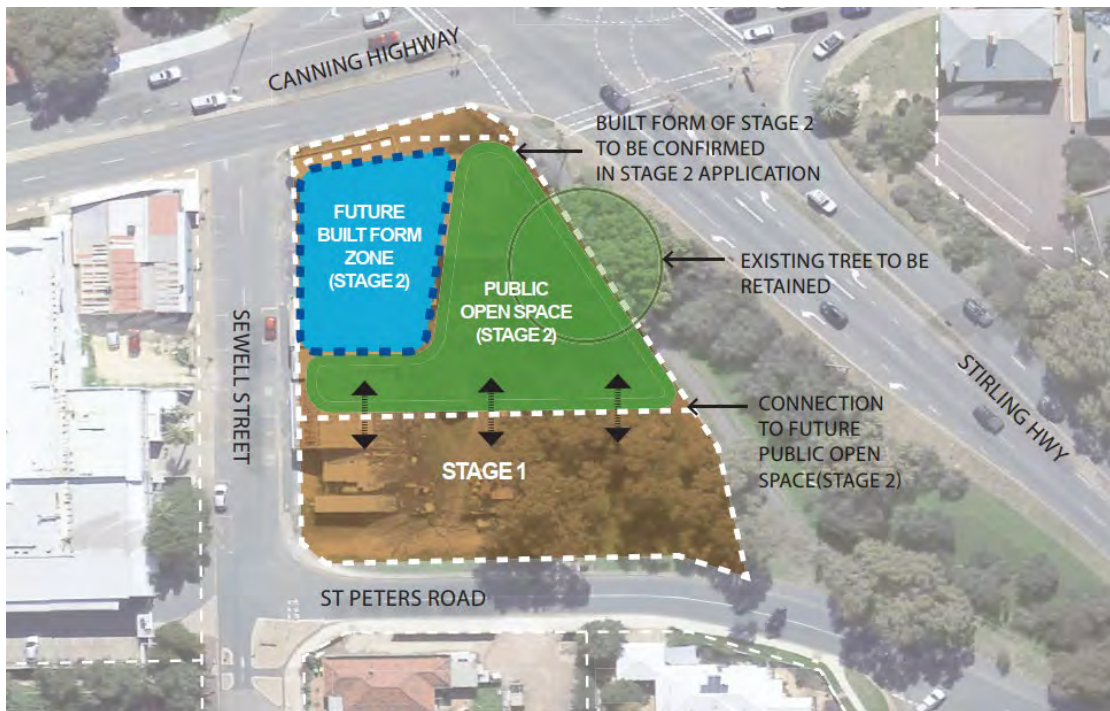 CANNING HIGHWAY
BUILT FORM OF STAGE 2
TO BE CONFIRMED
IN STAGE 2 APPLICATION
FUTURE
BUILT FORM
ZONE
(STAGE 2)
EXISTING TREE TO BE
RETAINED
PUBLIC
OPEN SPACE
(STAGE 2)
SEWELL STREET
STIRLING HWY
CONNECTION
TO FUTURE
PUBLIC OPEN
SPACE(STAGE 2)
STAGE 1
ST PETERS ROAD